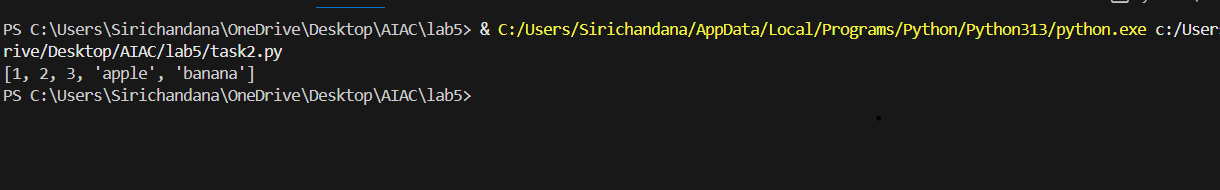 PS C:\Users\Sirichandana\OneDrive\Desktop\AIAC\lab5> & C:/Users/Sirichandana/AppData/Local/Programs/Python/Python313/python.exe c:/Users
rive/Desktop/AIAC/lab5/task2.py
[1, 2, 3, 'apple', 'banana']
PS C:\Users\Sirichandana\OneDrive\Desktop\AIAC\lab5>